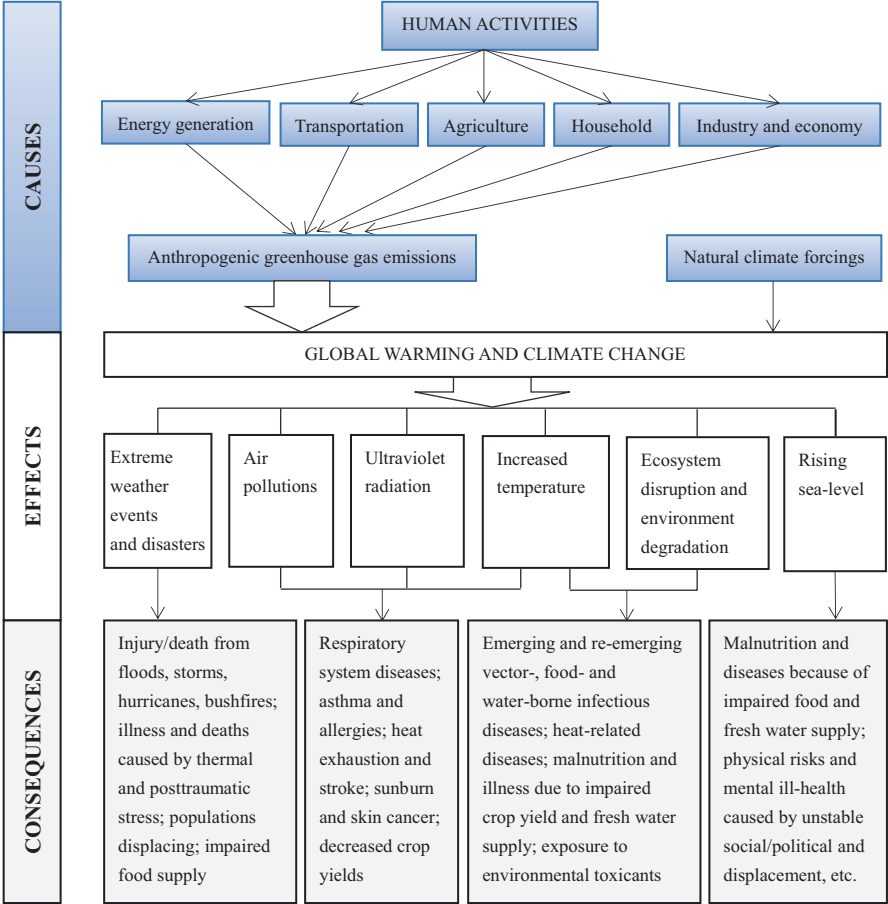 CAUSES
HUMAN ACTIVITIES
Energy generation
Transportation
Agriculture
Household
Industry and economy
Anthropogenic greenhouse gas emissions
Natural climate forcings
EFFECTS
GLOBAL WARMING AND CLIMATE CHANGE
Extreme
weather
events
and disasters
Air
pollutions
Ultraviolet
radiation
Increased
temperature
Ecosystem
disruption and
environment
degradation
Rising
sea-level
CONSEQUENCES
Injury/death from
floods, storms,
hurricanes, bushfires;
illness and deaths
caused by thermal
and posttraumatic
stress; populations
displacing; impaired
food supply
Respiratory
system diseases;
asthma and
allergies; heat
exhaustion and
stroke; sunburn
and skin cancer;
decreased crop
yields
Emerging and re-emerging
vector-, food- and
water-borne infectious
diseases; heat-related
diseases; malnutrition and
illness due to impaired
crop yield and fresh water
supply; exposure to
environmental toxicants
Malnutrition and
diseases because of
impaired food and
fresh water supply;
physical risks and
mental ill-health
caused by unstable
social/political and
displacement, etc.